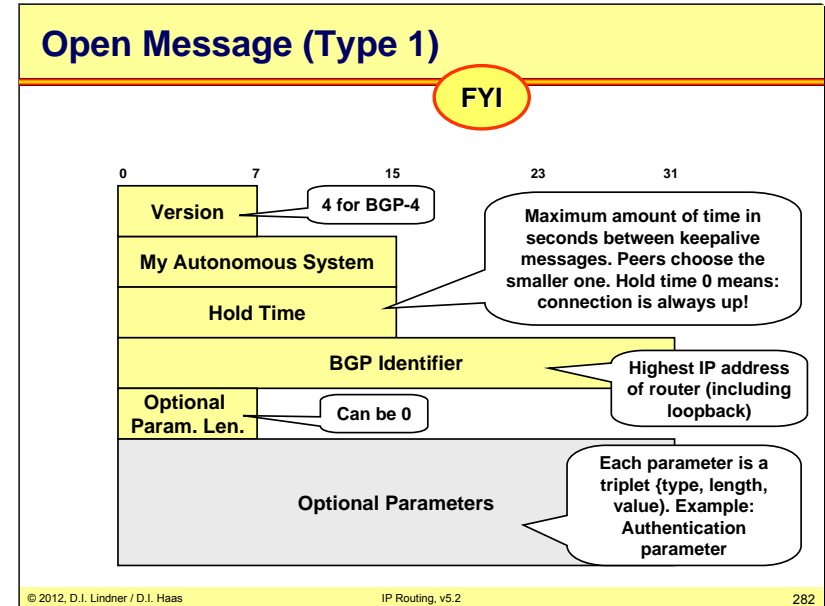 Open Message (Type 1)
FYI
0 7 15 23 31
Version
4 for BGP-4
Maximum amount of time in
seconds between keepalive
messages. Peers choose the
smaller one. Hold time 0 means:
connection is always up!
My Autonomous System
Hold Time
BGP Identifier
Highest IP address
of router (including
loopback)
Optional
Param. Len.
Can be 0
Optional Parameters
Each parameter is a
triplet {type, length,
value). Example:
Authentication
parameter
© 2012, D.I. Lindner / D.I. Haas
IP Routing, v5.2
282